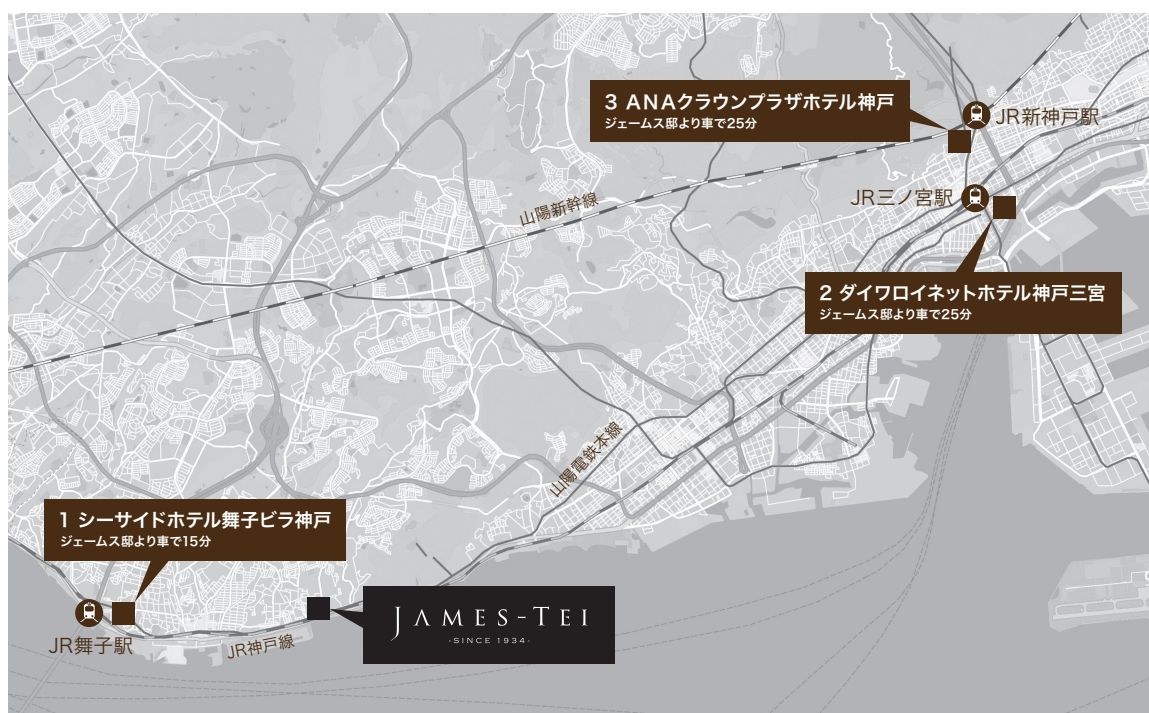 3 ANAクラウンプラザホテル神戸
ジェームス邸より車で25分
JR新神戸駅
JR三ノ宮駅
山陽新幹線
2 ダイワロイネットホテル神戸三宮
ジェームス邸より車で25分
山陽電鉄本線
1 シーサイドホテル舞子ビラ神戸
ジェームス邸より車で15分
JAMES-TEI
-SINCE 1934-
JR舞子駅
JR神戸線